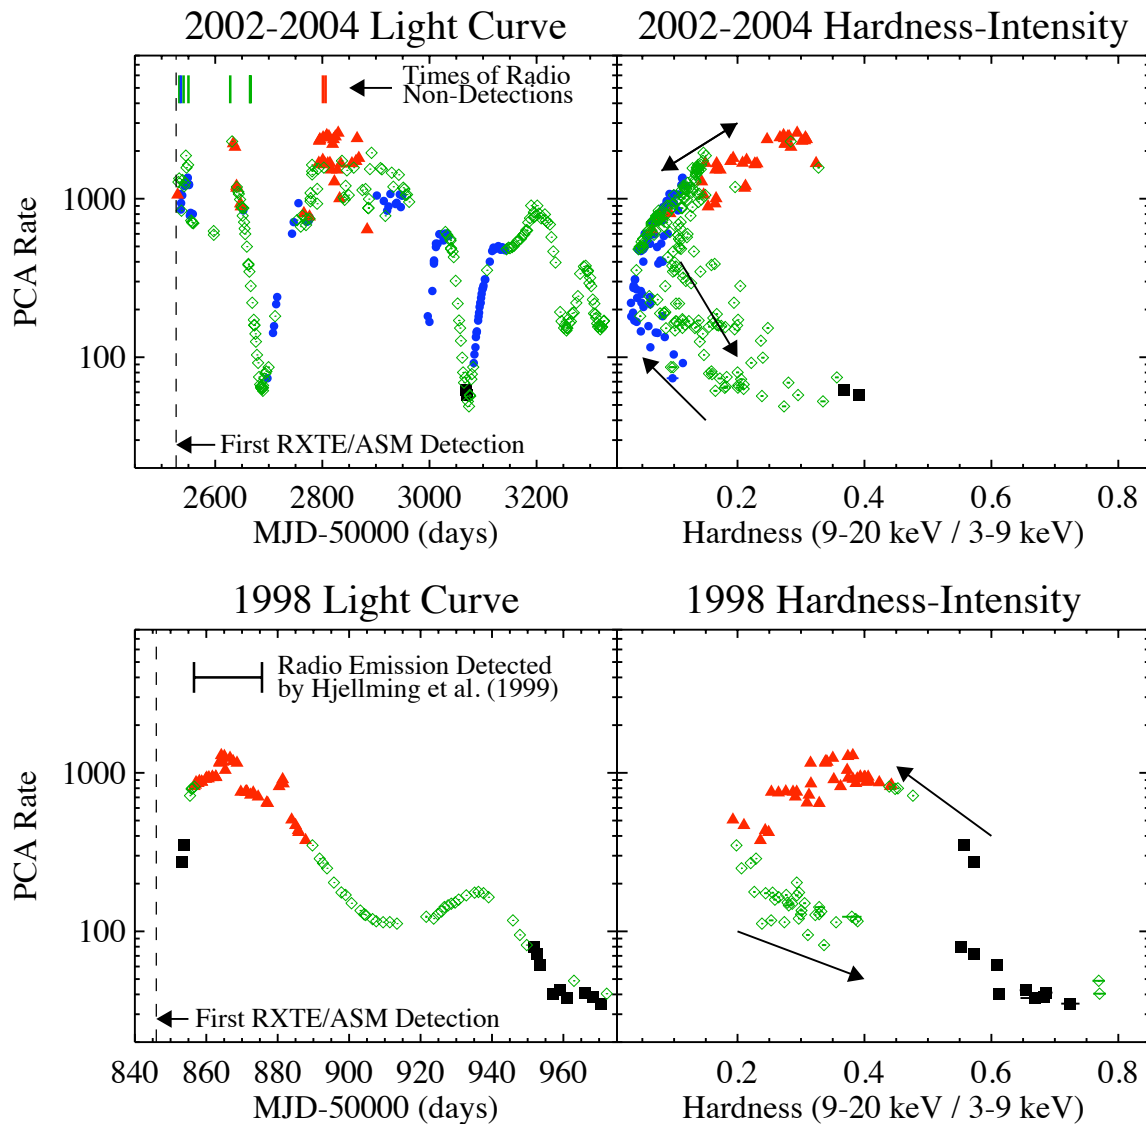 2002-2004 Light Curve
2002-2004 Hardness-Intensity
Times of Radio
Non-Detections
1000
100
PCA Rate
First RXTE/ASM Detection
2600 2800 3000 3200
MJD-50000 (days)
0.2 0.4 0.6 0.8
Hardness (9-20 keV / 3-9 keV)
1998 Light Curve
1998 Hardness-Intensity
Radio Emission Detected
by Hjellming et al. (1999)
1000
100
PCA Rate
First RXTE/ASM Detection
840 860 880 900 920 940 960
MJD-50000 (days)
0.2 0.4 0.6 0.8
Hardness (9-20 keV / 3-9 keV)